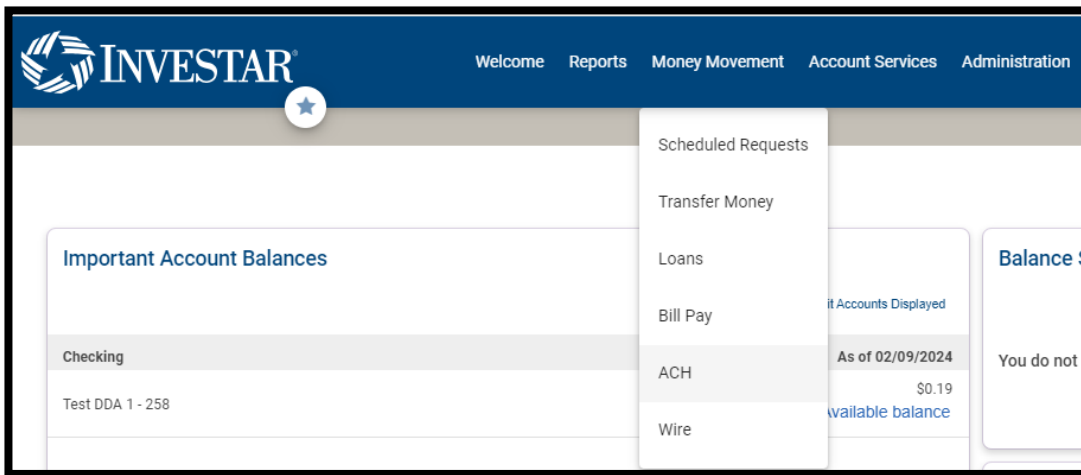 INVESTAR®
Welcome Reports Money Movement Account Services Administration
Scheduled Requests
Transfer Money
Loans
Bill Pay
ACH
Wire
Important Account Balances
it Accounts Displayed
Checking As of 02/09/2024
Test DDA 1 - 258 $0.19
Available balance
Balance
You do not